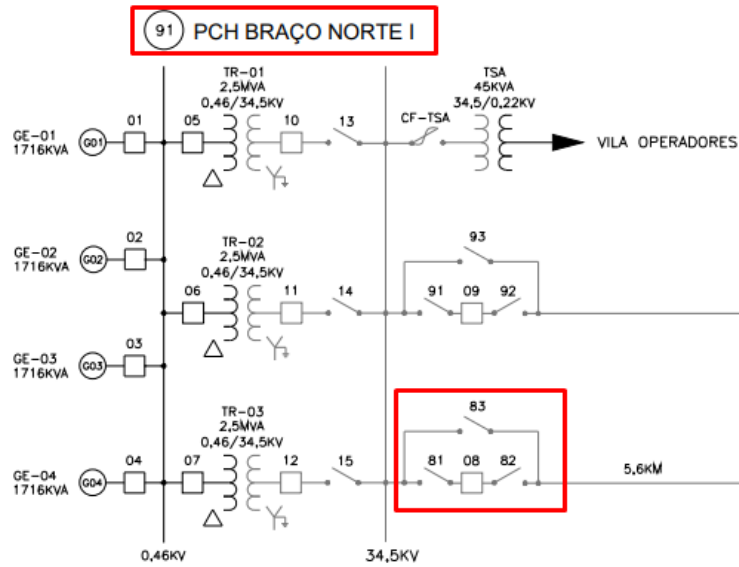 91 PCH BRAÇO NORTE I
TR-01
2,5MVA
0,46/34,5KV
TSA
45KVA
34,5/0,22KV
GE-01
1716KVA
G01
01
05
10
13
CF-TSA
VILA OPERADORES
GE-02
1716KVA
G02
02
TR-02
2,5MVA
0,46/34,5KV
93
06
11
14
91
09
92
GE-03
1716KVA
G03
03
TR-03
2,5MVA
0,46/34,5KV
83
GE-04
1716KVA
G04
04
07
12
15
81
08
82
5,6KM
0,46KV
34,5KV